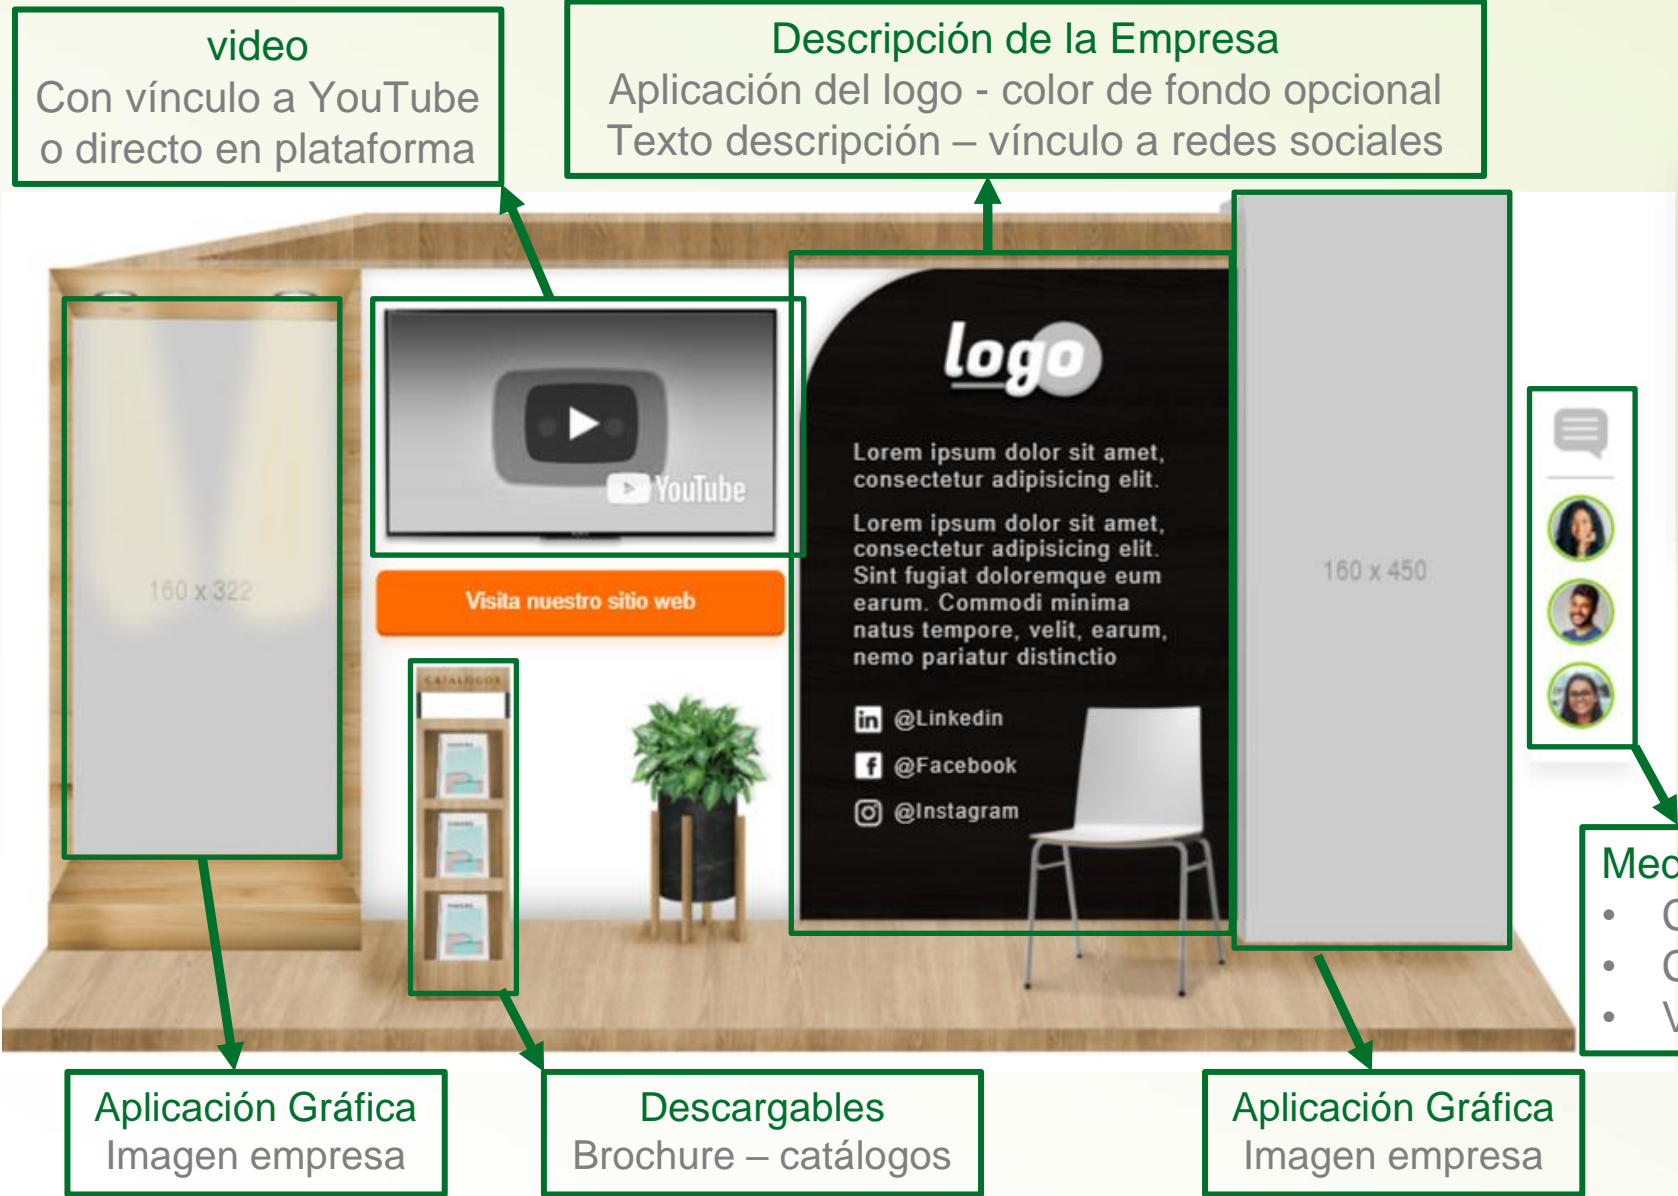 video
Con vínculo a YouTube
o directo en plataforma
Descripción de la Empresa
Aplicación del logo - color de fondo opcional
Texto descripción – vínculo a redes sociales
160 x 322
YouTube
Visita nuestro sitio web
CATALOGOS
logo
Lorem ipsum dolor sit amet,
consectetur adipisicing elit.
Lorem ipsum dolor sit amet,
consectetur adipisicing elit.
Sint fugiat doloremque eum
earum. Commodi minima
natus tempore, velit, earum,
nemo pariatur distinctio
in @Linkedin
f @Facebook
@Instagram
160 x 450
Aplicación Gráfica
Imagen empresa
Descargables
Brochure – catálogos
Aplicación Gráfica
Imagen empresa